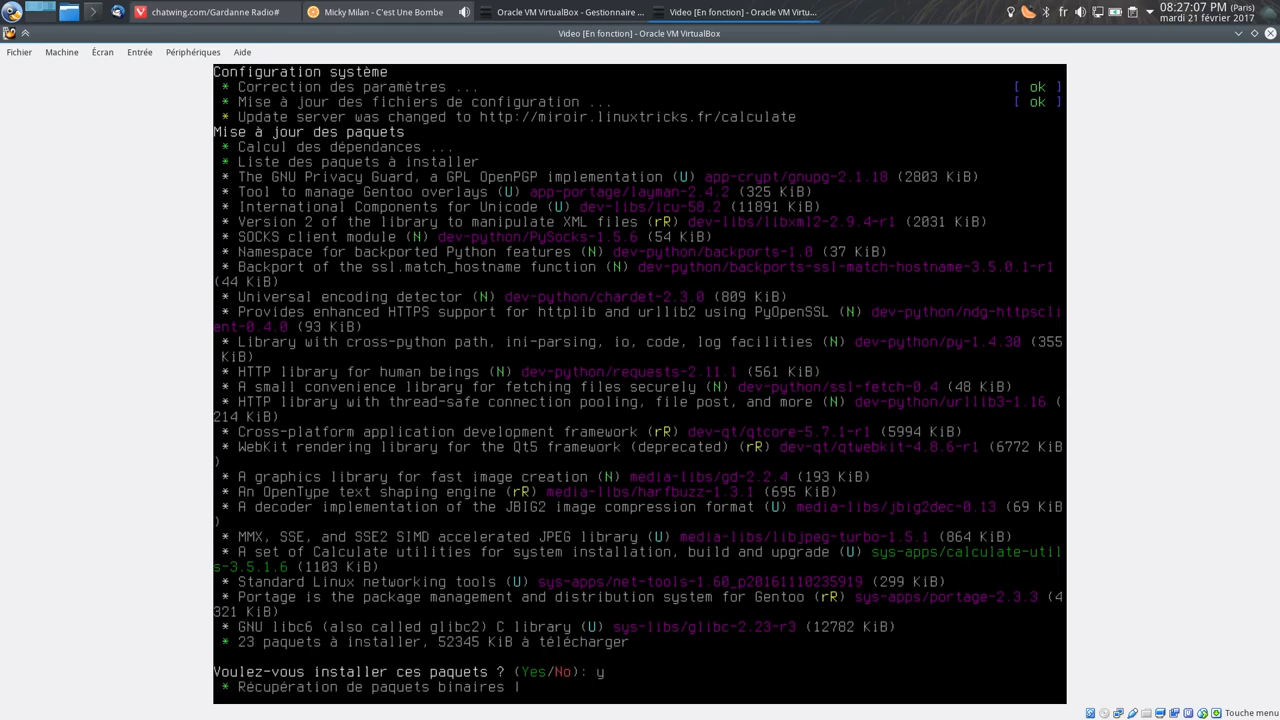 chatwing.com/Gardanne Radio#
Micky Milan - C'est Une Bombe
Oracle VM VirtualBox - Gestionnaire ...
Video [En fonction] - Oracle VM Virtu...
fr
08:27:07 PM (Paris)
mardi 21 février 2017
Video [En fonction] - Oracle VM VirtualBox
Fichier Machine Écran Entrée Périphériques Aide
Configuration système
* Correction des paramètres ... [ ok ]
* Mise à jour des fichiers de configuration ... [ ok ]
* Update server was changed to http://miroir.linuxtricks.fr/calculate
Mise à jour des paquets
* Calcul des dépendances ...
* Liste des paquets à installer
* The GNU Privacy Guard, a GPL OpenPGP implementation (U) app-crypt/gnupg-2.1.18 (2803 KiB)
* Tool to manage Gentoo overlays (U) app-portage/layman-2.4.2 (325 KiB)
* International Components for Unicode (U) dev-libs/icu-58.2 (11891 KiB)
* Version 2 of the library to manipulate XML files (rR) dev-libs/libxml2-2.9.4-r1 (2031 KiB)
* SOCKS client module (N) dev-python/PySocks-1.5.6 (54 KiB)
* Namespace for backported Python features (N) dev-python/backports-1.0 (37 KiB)
* Backport of the ssl.match_hostname function (N) dev-python/backports-ssl-match-hostname-3.5.0.1-r1
(44 KiB)
* Universal encoding detector (N) dev-python/chardet-2.3.0 (809 KiB)
* Provides enhanced HTTPS support for httplib and urllib2 using PyOpenSSL (N) dev-python/ndg-httpscli
ent-0.4.0 (93 KiB)
* Library with cross-python path, ini-parsing, io, code, log facilities (N) dev-python/py-1.4.30 (355
KiB)
* HTTP library for human beings (N) dev-python/requests-2.11.1 (561 KiB)
* A small convenience library for fetching files securely (N) dev-python/ssl-fetch-0.4 (48 KiB)
* HTTP library with thread-safe connection pooling, file post, and more (N) dev-python/urllib3-1.16 (
214 KiB)
* Cross-platform application development framework (rR) dev-qt/qtcore-5.7.1-r1 (5994 KiB)
* WebKit rendering library for the Qt5 framework (deprecated) (rR) dev-qt/qtwebkit-4.8.6-r1 (6772 KiB
)
* A graphics library for fast image creation (N) media-libs/gd-2.2.4 (193 KiB)
* An OpenType text shaping engine (rR) media-libs/harfbuzz-1.3.1 (695 KiB)
* A decoder implementation of the JBIG2 image compression format (U) media-libs/jbig2dec-0.13 (69 KiB
)
* MMX, SSE, and SSE2 SIMD accelerated JPEG library (U) media-libs/libjpeg-turbo-1.5.1 (864 KiB)
* A set of Calculate utilities for system installation, build and upgrade (U) sys-apps/calculate-util
s-3.5.1.6 (1103 KiB)
* Standard Linux networking tools (U) sys-apps/net-tools-1.60_p20161110235919 (299 KiB)
* Portage is the package management and distribution system for Gentoo (rR) sys-apps/portage-2.3.3 (4
321 KiB)
* GNU libc6 (also called glibc2) C library (U) sys-libs/glibc-2.23-r3 (12782 KiB)
* 23 paquets à installer, 52345 KiB à télécharger
Voulez-vous installer ces paquets ? (Yes/No): y
* Récupération de paquets binaires |
Touche menu